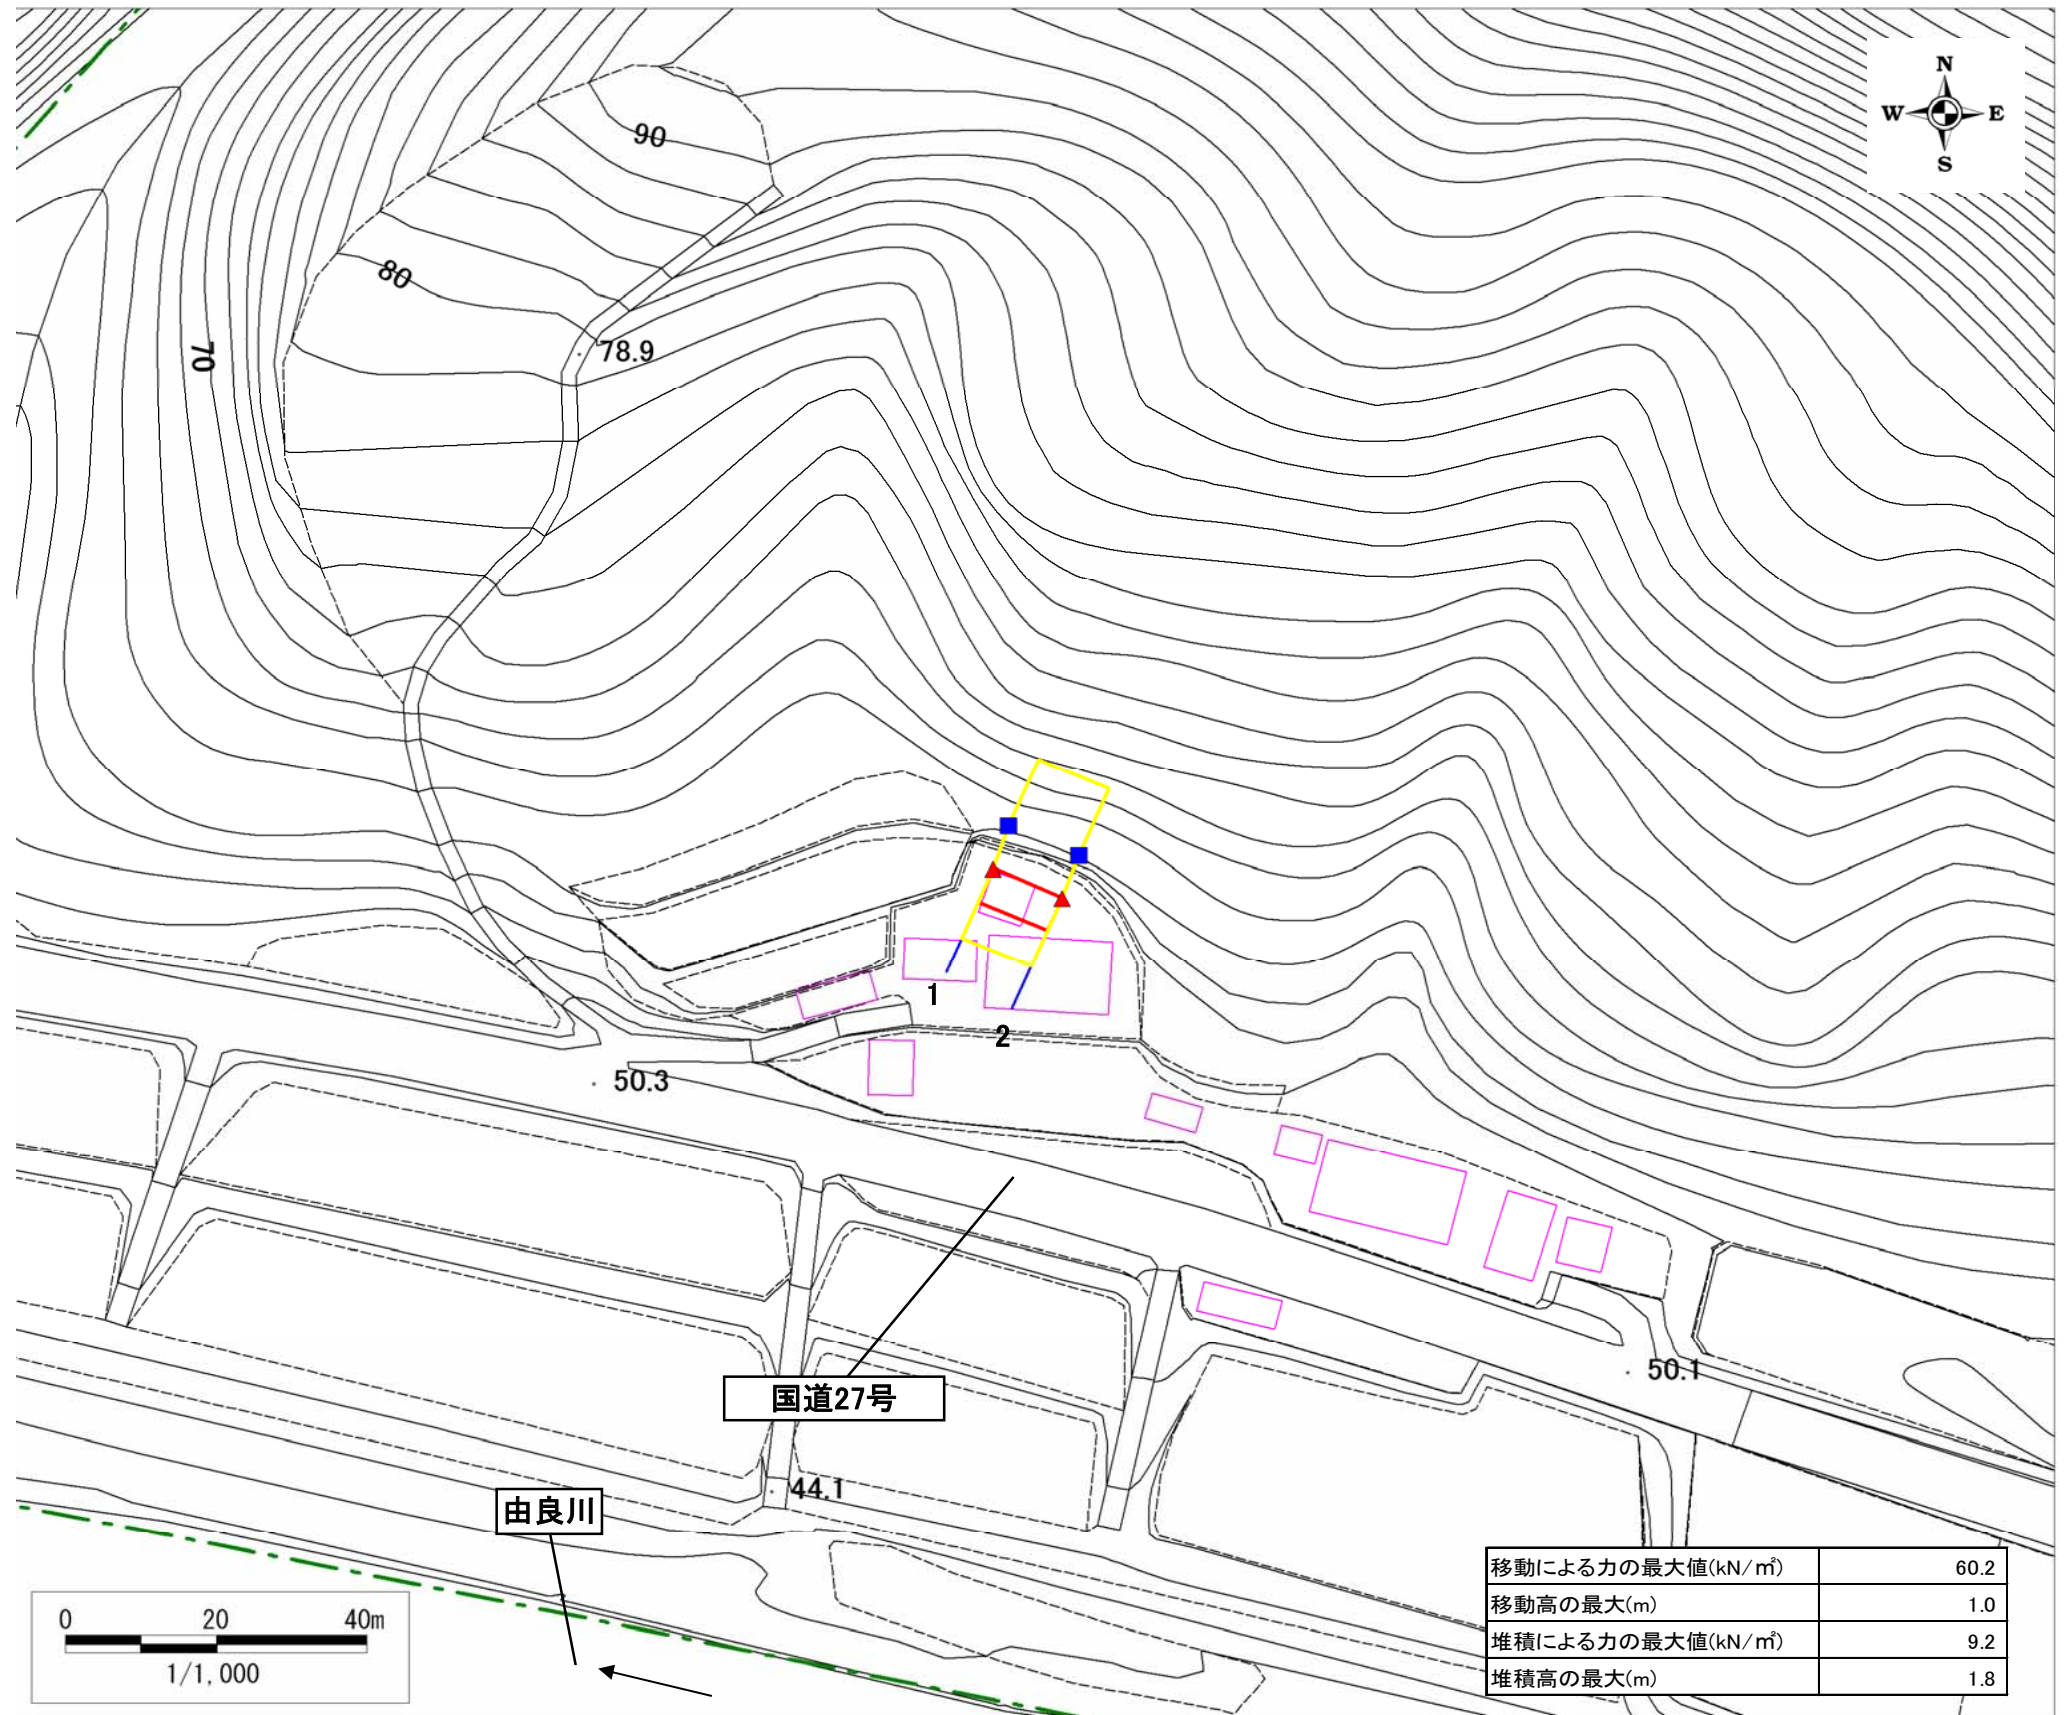 N
W E
S
90
80
70
78.9
1
2
50.3
国道27号
50.1
44.1
由良川
0 20 40m
1/1,000
移動による力の最大値(kN/㎡) 60.2
移動高の最大(m) 1.0
堆積による力の最大値(kN/㎡) 9.2
堆積高の最大(m) 1.8